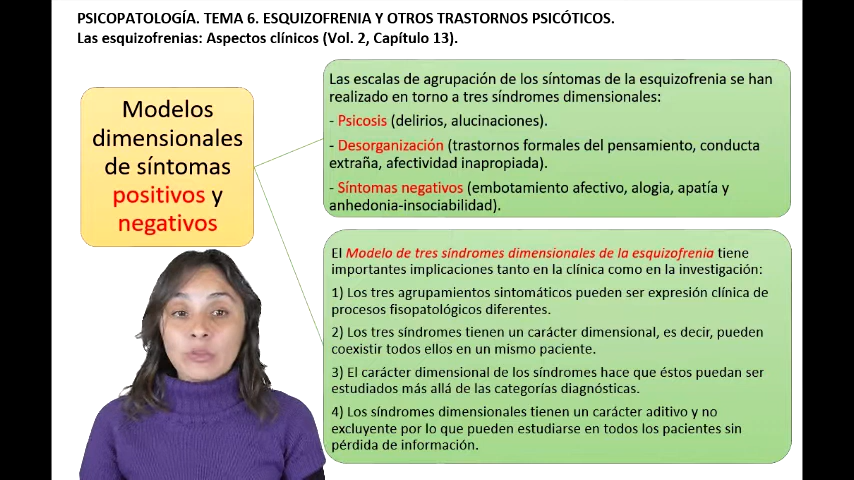 PSICOPATOLOGÍA. TEMA 6. ESQUIZOFRENIA Y OTROS TRASTORNOS PSICÓTICOS.
Las esquizofrenias: Aspectos clínicos (Vol. 2, Capítulo 13).
Modelos
dimensionales
de síntomas
positivos y
negativos
Las escalas de agrupación de los síntomas de la esquizofrenia se han
realizado en torno a tres síndromes dimensionales:
- Psicosis (delirios, alucinaciones).
- Desorganización (trastornos formales del pensamiento, conducta
extraña, afectividad inapropiada).
- Síntomas negativos (embotamiento afectivo, alogia, apatía y
anhedonia-insociabilidad).
El Modelo de tres síndromes dimensionales de la esquizofrenia tiene
importantes implicaciones tanto en la clínica como en la investigación:
1) Los tres agrupamientos sintomáticos pueden ser expresión clínica de
procesos fisopatológicos diferentes.
2) Los tres síndromes tienen un carácter dimensional, es decir, pueden
coexistir todos ellos en un mismo paciente.
3) El carácter dimensional de los síndromes hace que éstos puedan ser
estudiados más allá de las categorías diagnósticas.
4) Los síndromes dimensionales tienen un carácter aditivo y no
excluyente por lo que pueden estudiarse en todos los pacientes sin
pérdida de información.